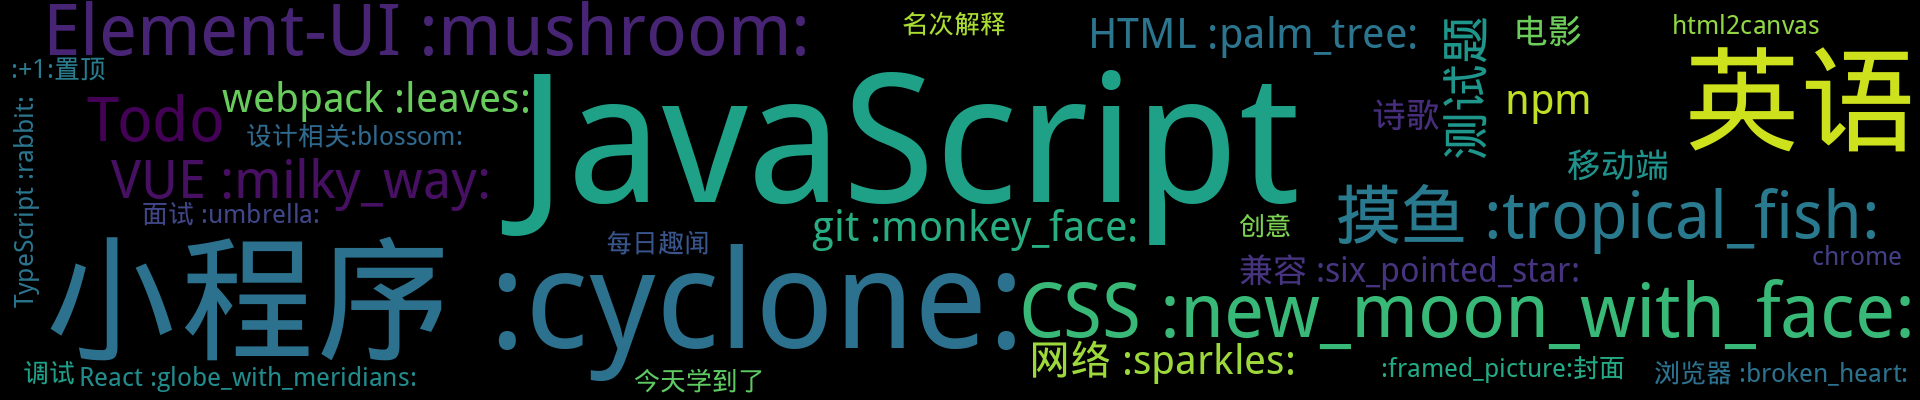 Element-UI :mushroom:
名次解释
HTML :palm_tree:
测试题
电影
html2canvas
:+1:置顶
英语
JavaScript
webpack :leaves:
Todo
诗歌
npm
TypeScript :rabbit:
设计相关:blossom:
VUE :milky_way:
移动端
面试 :umbrella:
摸鱼 :tropical_fish:
git :monkey_face:
创意
每日趣闻
小程序 :cyclone:
兼容 :six_pointed_star:
chrome
CSS :new_moon_with_face:
网络 :sparkles:
调试
React :globe_with_meridians:
今天学到了
:framed_picture:封面
浏览器 :broken_heart: